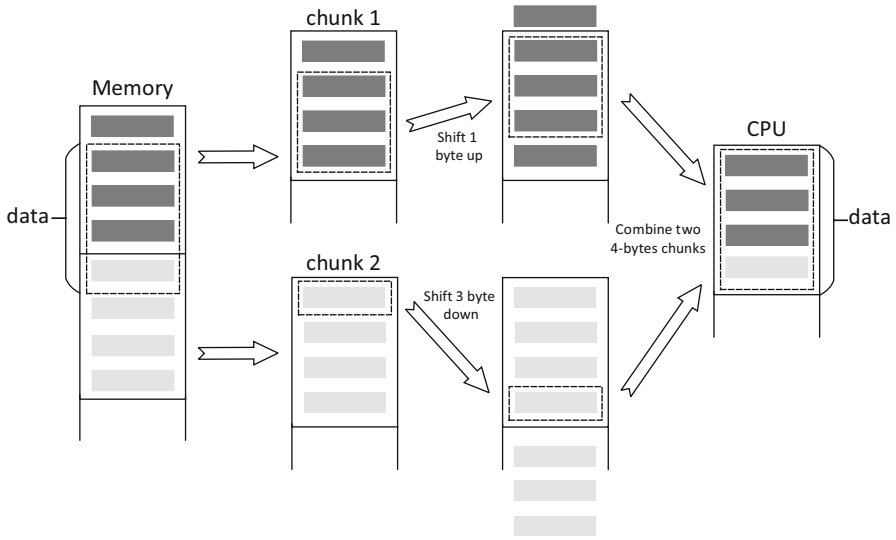 chunk 1
Memory
Shift 1
byte up
CPU
data
Combine two
4-bytes chunks
data
chunk 2
Shift 3 byte
down